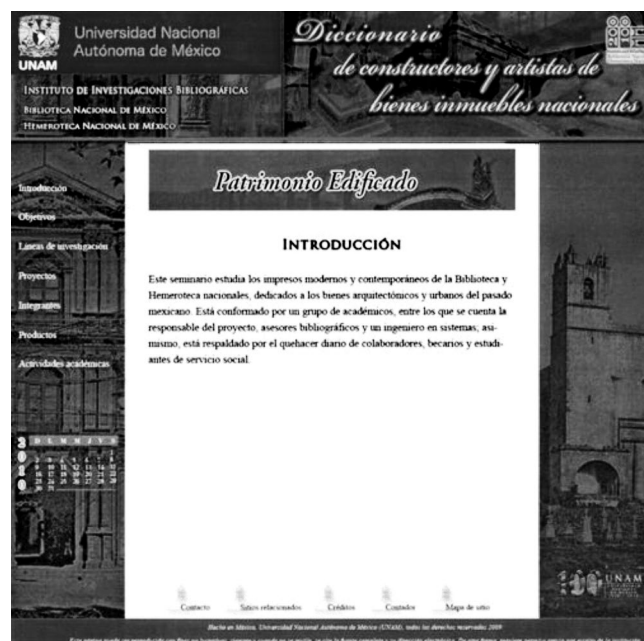 Universidad Nacional
Autónoma de México
UNAM
INSTITUTO DE INVESTIGACIONES BIBLIOGRÁFICAS
BIBLIOTECA NACIONAL DE MÉXICO
HEMEROTECA NACIONAL DE MÉXICO
Diccionario
de constructores y artistas de
bienes inmuebles nacionales
Introducción
Objetivos
Líneas de investigación
Proyectos
Integrantes
Productos
Actividades académicas
2010
D L M M J V S
Patrimonio Edificado
INTRODUCCIÓN
Este seminario estudia los impresos modernos y contemporáneos de la Biblioteca y
Hemeroteca nacionales, dedicados a los bienes arquitectónicos y urbanos del pasado
mexicano. Está conformado por un grupo de académicos, entre los que se cuenta la
responsable del proyecto, asesores bibliográficos y un ingeniero en sistemas; asi-
mismo, está respaldado por el quehacer diario de colaboradores, becarios y estudi-
antes de servicio social.
UNAM
Contacto Sitios relacionados Créditos Contador Mapa de sitio
Hecho en México, Universidad Nacional Autónoma de México (UNAM), todos los derechos reservados 2009